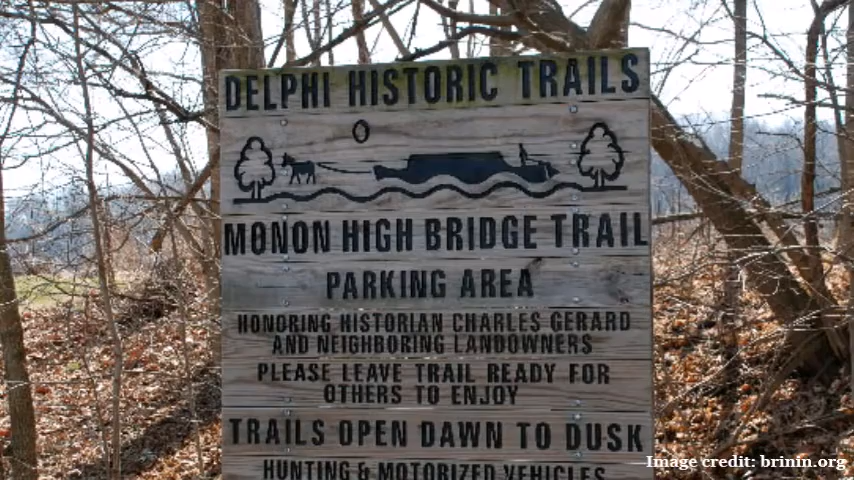 DELPHI HISTORIC TRAILS
MONON HIGH BRIDGE TRAIL
PARKING AREA
HONORING HISTORIAN CHARLES GERARD
AND NEIGHBORING LANDOWNERS
PLEASE LEAVE TRAIL READY FOR
OTHERS TO ENJOY
TRAILS OPEN DAWN TO DUSK
HUNTING & MOTORIZED VEHICLES
Image credit: brinin.org